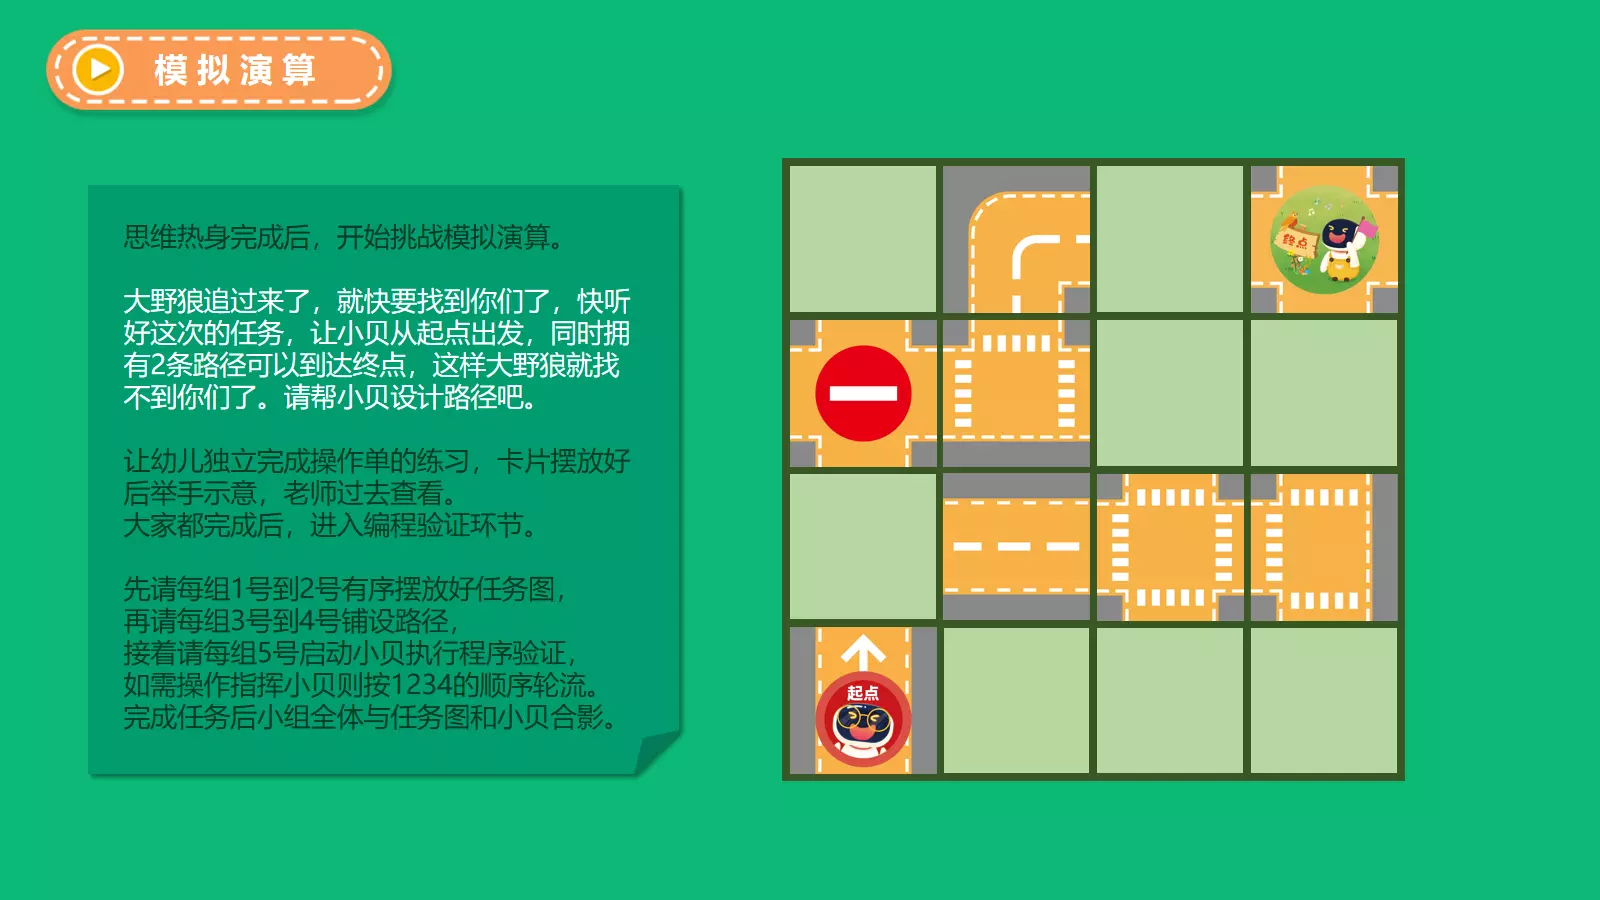 模拟演算
思维热身完成后，开始挑战模拟演算。
大野狼追过来了，就快要找到你们了，快听
好这次的任务，让小贝从起点出发，同时拥
有2条路径可以到达终点，这样大野狼就找
不到你们了。请帮小贝设计路径吧。
让幼儿独立完成操作单的练习，卡片摆放好
后举手示意，老师过去查看。
大家都完成后，进入编程验证环节。
先请每组1号到2号有序摆放好任务图，
再请每组3号到4号铺设路径，
接着请每组5号启动小贝执行程序验证，
如需操作指挥小贝则按1234的顺序轮流。
完成任务后小组全体与任务图和小贝合影。
终点
起点